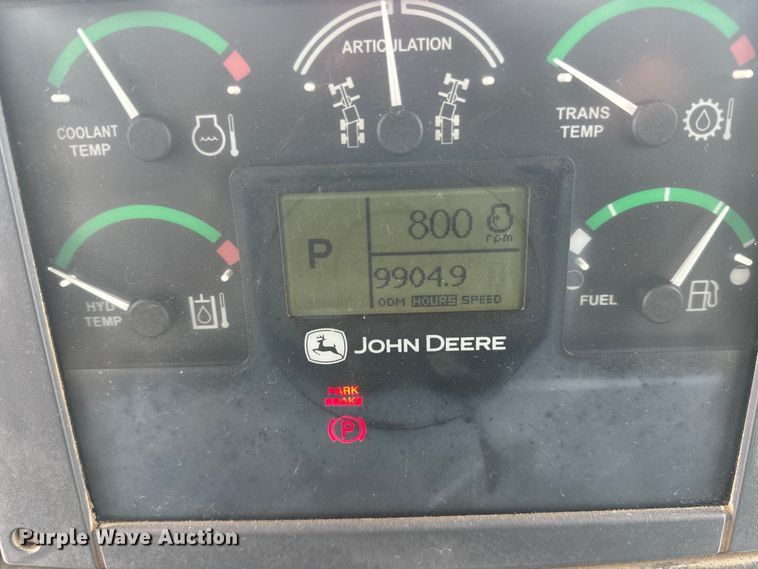 ARTICULATION
COOLANT
TEMP
TRANS
TEMP
P
800
rpm
9904.9
ODM HOURS SPEED
HYD
TEMP
FUEL
JOHN DEERE
PARK
BRAKE
P
Purple Wave Auction